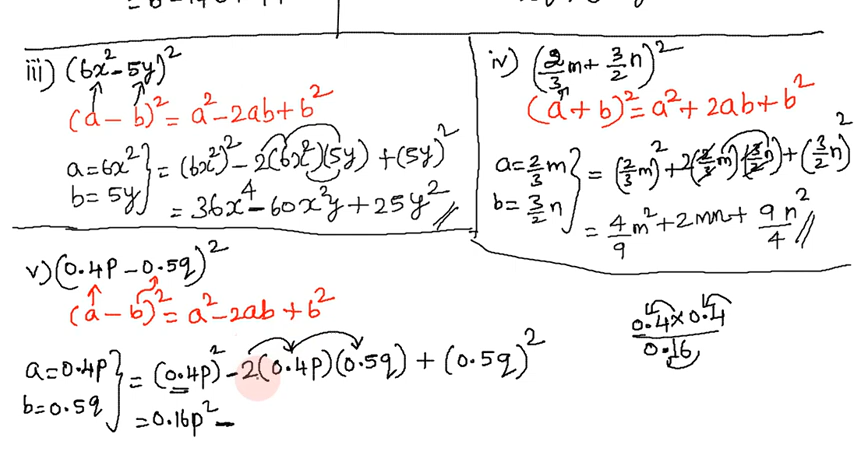 iii) (6x²-5y)²
(a-b)² = a²-2ab+b²
a=6x² } = (6x²)² - 2(6x²)(5y) + (5y)²
b=5y } = 36x⁴ - 60x²y + 25y² //
iv) (2/3 m + 3/2 n)²
(a+b)² = a²+2ab+b²
a=2/3 m } = (2/3 m)² + 2(2/3 m)(3/2 n) + (3/2 n)²
b=3/2 n } = 4/9 m² + 2mn + 9n²/4 //
v) (0.4p - 0.5q)²
(a-b)² = a²-2ab+b²
a=0.4p } = (0.4p)² - 2(0.4p)(0.5q) + (0.5q)²
b=0.5q } = 0.16p² -
0.4×0.4
0.16